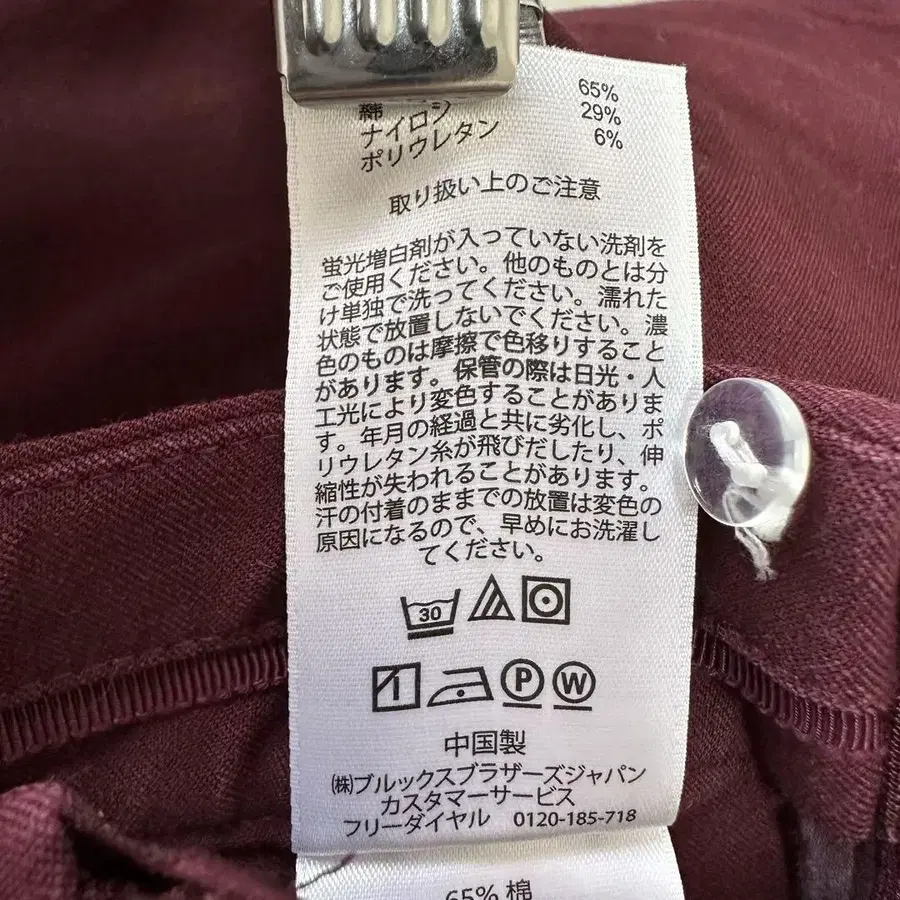 綿 65%
ナイロン 29%
ポリウレタン 6%
取り扱い上のご注意
蛍光増白剤が入っていない洗剤を
ご使用ください。他のものとは分
け単独で洗ってください。濡れた
状態で放置しないでください。濃
色のものは摩擦で色移りすること
があります。保管の際は日光・人
工光により変色することがありま
す。年月の経過と共に劣化し、ポ
リウレタン糸が飛びだしたり、伸
縮性が失われることがあります。
汗の付着のままでの放置は変色の
原因になるので、早めにお洗濯し
てください。
30
P W
中国製
㈱ブルックスブラザーズジャパン
カスタマーサービス
フリーダイヤル 0120-185-718
65% 棉